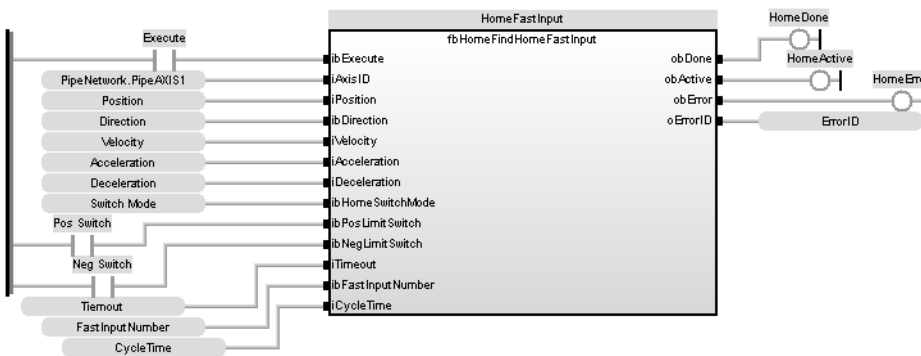 HomeFastInput
fbHomeFindHomeFastInput
HomeDone
Execute
ibExecute
obDone
HomeActive
PipeNetwork.PipeAXIS1
iAxisID
obActive
HomeErro
Position
iPosition
obError
Direction
ibDirection
oErrorID
ErrorID
Velocity
iVelocity
Acceleration
iAcceleration
Deceleration
iDeceleration
Switch Mode
ibHomeSwitchMode
Pos Switch
ibPosLimitSwitch
ibNegLimitSwitch
Neg Switch
iTimeout
ibFastInputNumber
Tiemout
iCycleTime
FastInputNumber
CycleTime